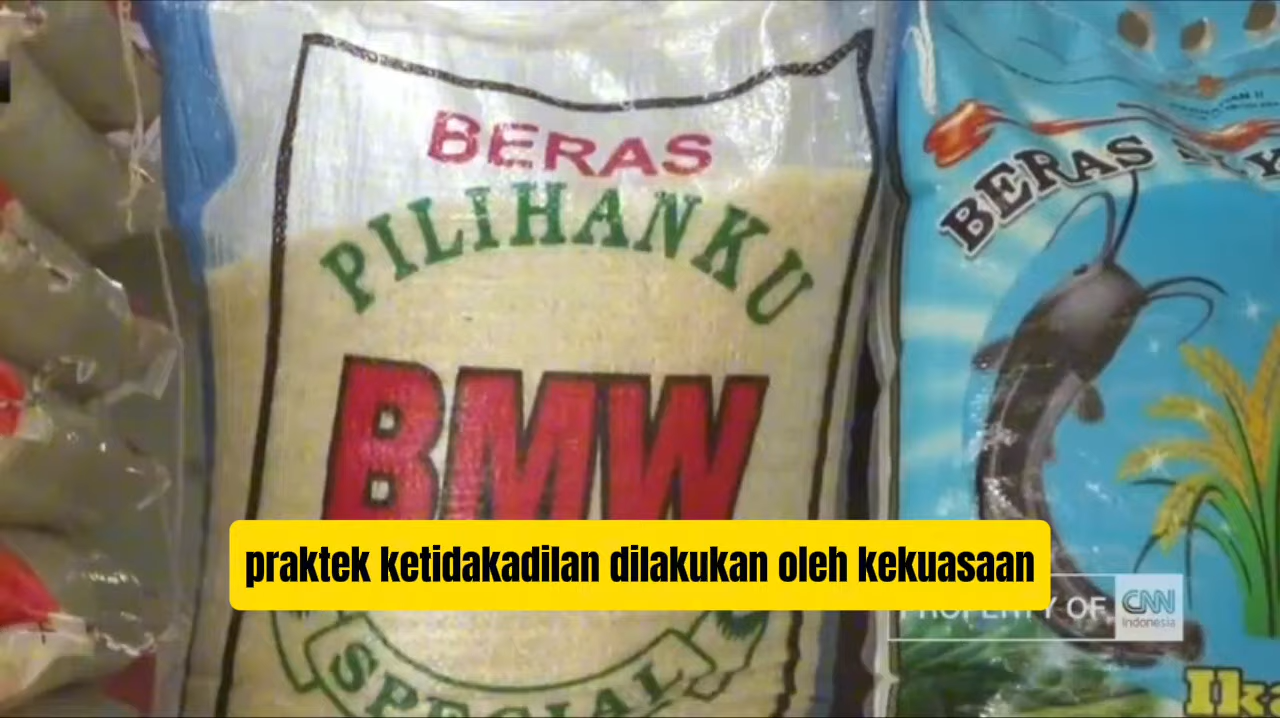 BERAS
PILIHANKU
BMW
SPECIAL
BERAS
praktek ketidakadilan dilakukan oleh kekuasaan
PROPERTY OF CNN
Indonesia